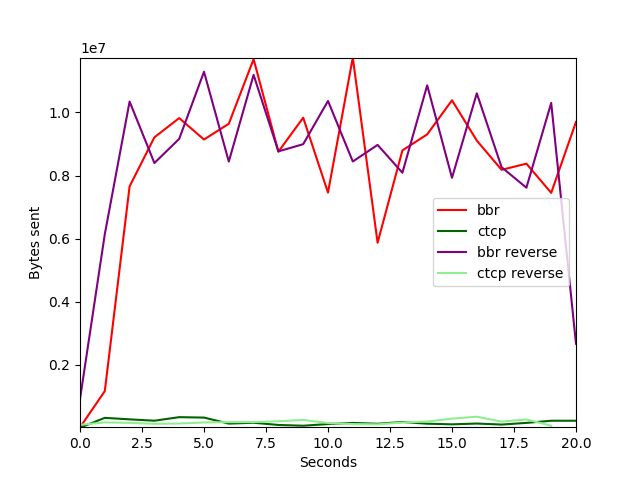 1e7
1.0
0.8
0.6
0.4
0.2
Bytes sent
bbr
ctcp
bbr reverse
ctcp reverse
0.0 2.5 5.0 7.5 10.0 12.5 15.0 17.5 20.0
Seconds